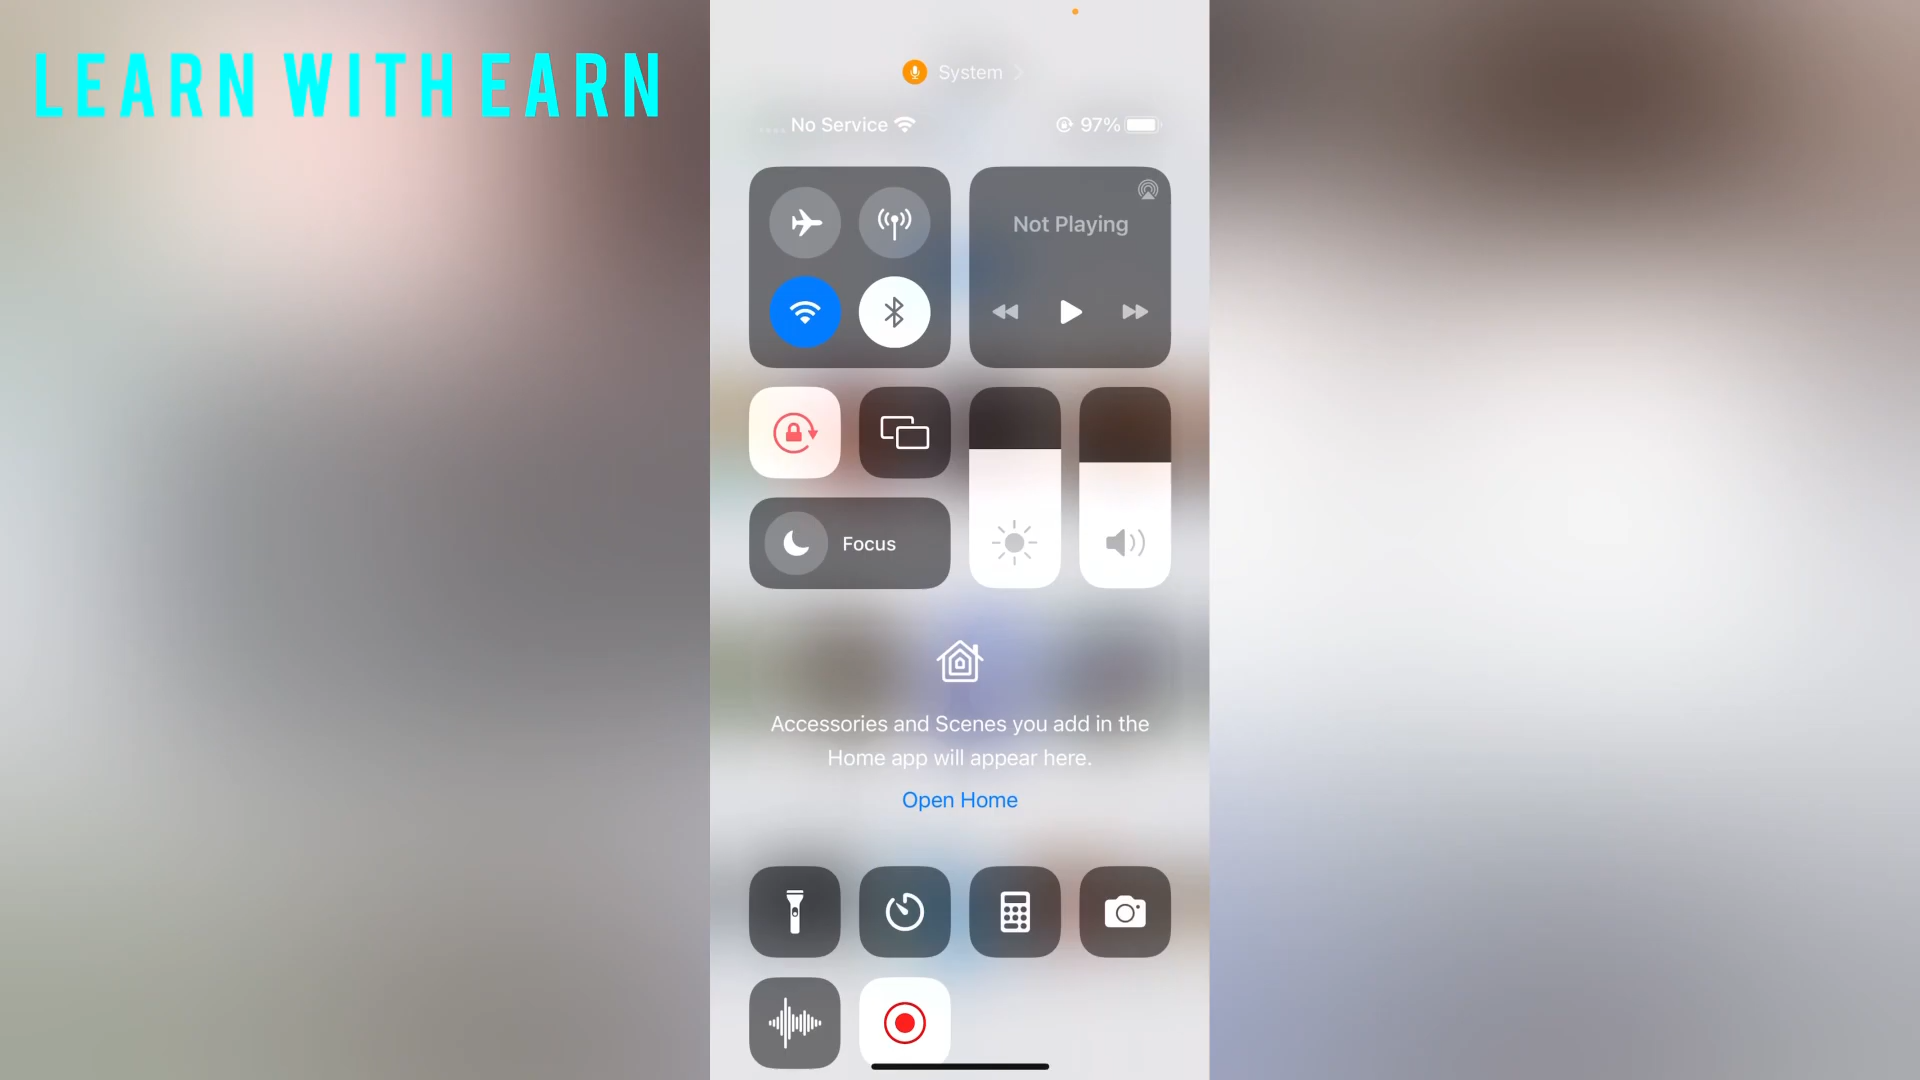 LEARN WITH EARN
System
No Service
97%
Not Playing
Focus
Accessories and Scenes you add in the
Home app will appear here.
Open Home